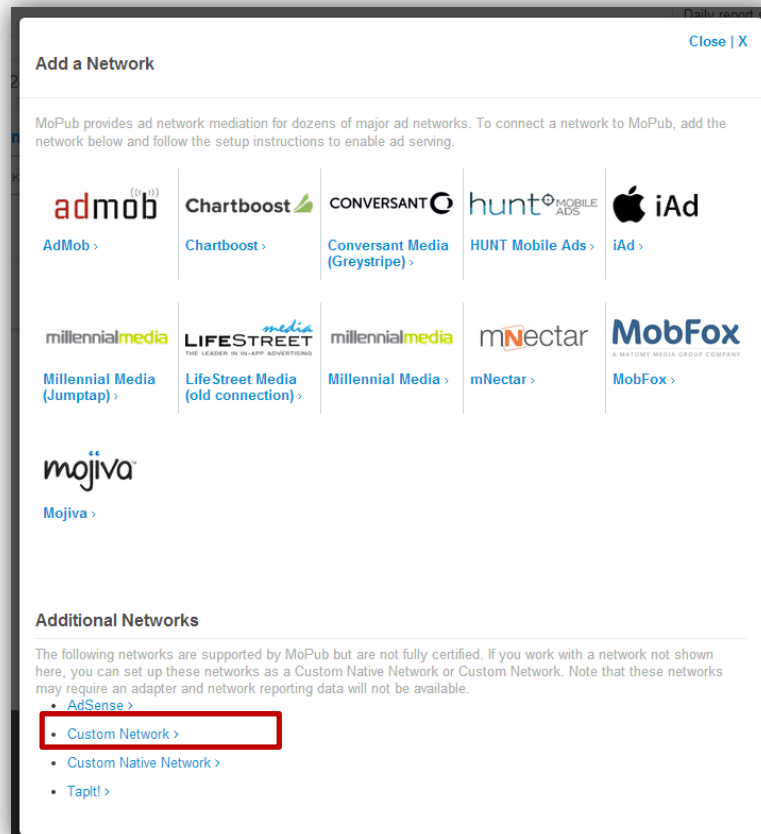 Daily report
Close | X
Add a Network
MoPub provides ad network mediation for dozens of major ad networks. To connect a network to MoPub, add the
network below and follow the setup instructions to enable ad serving.
admob
Chartboost
CONVERSANT
hunt MOBILE ADS
iAd
AdMob ›
Chartboost ›
Conversant Media
(Greystripe) ›
HUNT Mobile Ads ›
iAd ›
millennialmedia
LIFESTREET media
THE LEADER IN IN-APP ADVERTISING
millennialmedia
mNectar
MobFox
A MATOMY MEDIA GROUP COMPANY
Millennial Media
(Jumptap) ›
LifeStreet Media
(old connection) ›
Millennial Media ›
mNectar ›
MobFox ›
mojiva
Mojiva ›
Additional Networks
The following networks are supported by MoPub but are not fully certified. If you work with a network not shown
here, you can set up these networks as a Custom Native Network or Custom Network. Note that these networks
may require an adapter and network reporting data will not be available.
• AdSense ›
• Custom Network ›
• Custom Native Network ›
• TapIt! ›